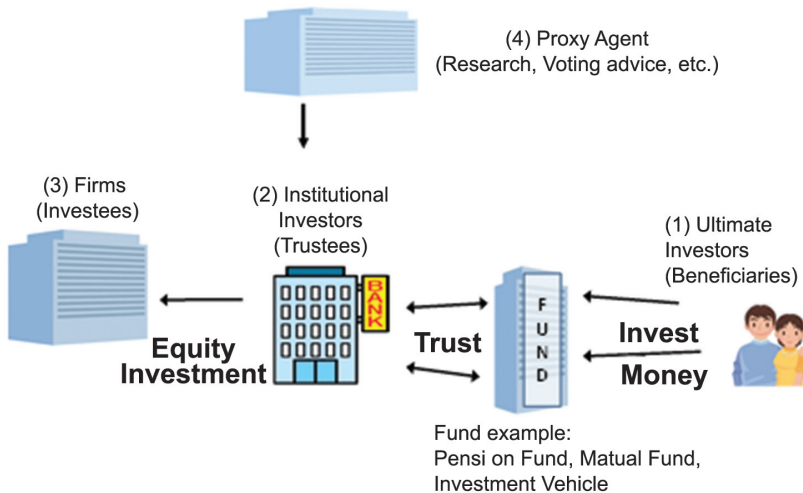 (4) Proxy Agent
(Research, Voting advice, etc.)
(3) Firms
(Investees)
(2) Institutional
Investors
(Trustees)
(1) Ultimate
Investors
(Beneficiaries)
BANK
FUND
Equity
Investment
Trust
Invest
Money
Fund example:
Pensi on Fund, Matual Fund,
Investment Vehicle